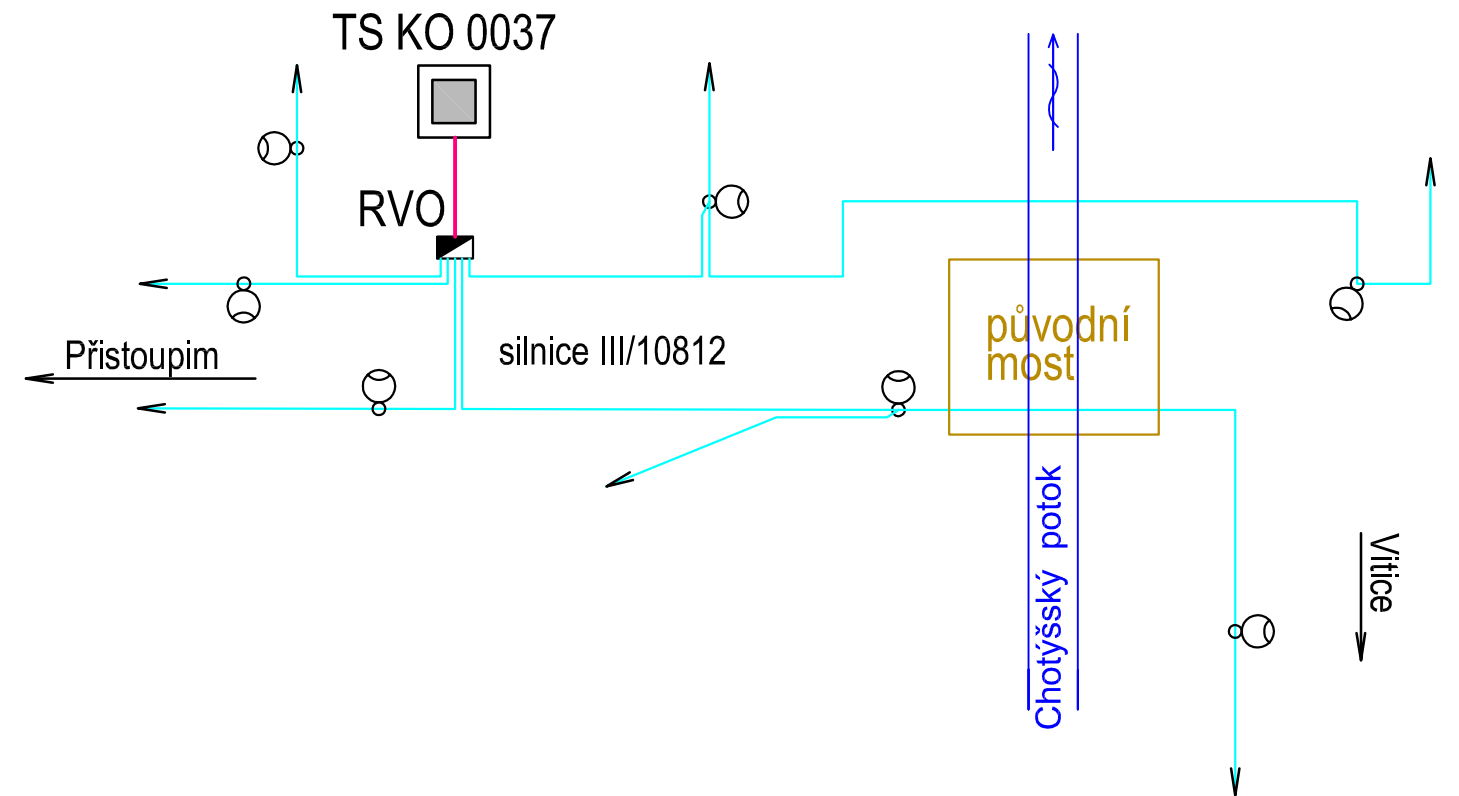 TS KO 0037
RVO
Přistoupim
silnice III/10812
původní
most
Chotýšský potok
Vitice